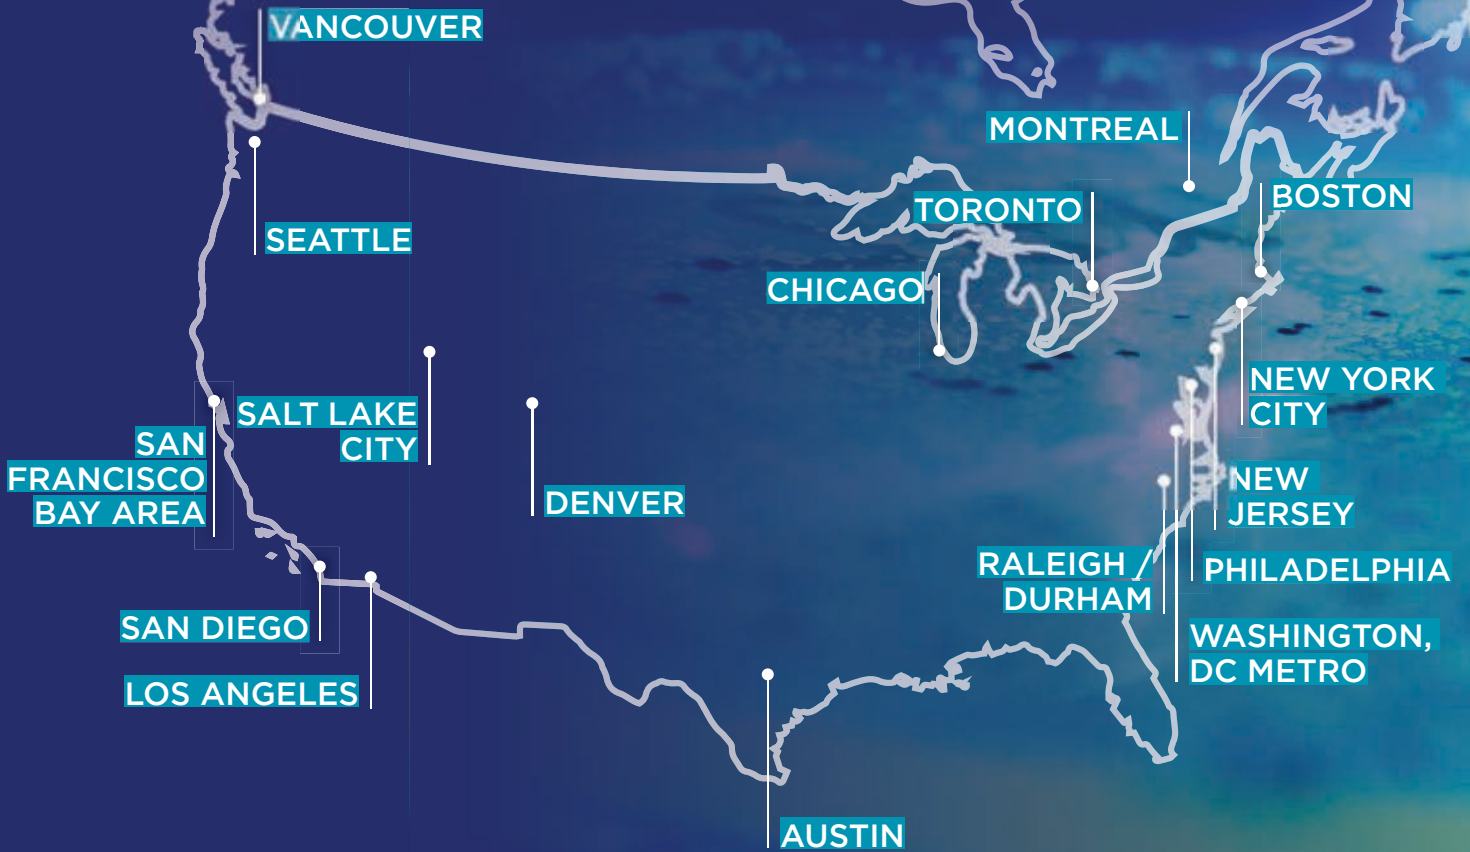 VANCOUVER
MONTREAL
BOSTON
TORONTO
SEATTLE
CHICAGO
NEW YORK
CITY
SALT LAKE
CITY
SAN
FRANCISCO
BAY AREA
DENVER
NEW
JERSEY
RALEIGH /
DURHAM
PHILADELPHIA
SAN DIEGO
WASHINGTON,
DC METRO
LOS ANGELES
AUSTIN